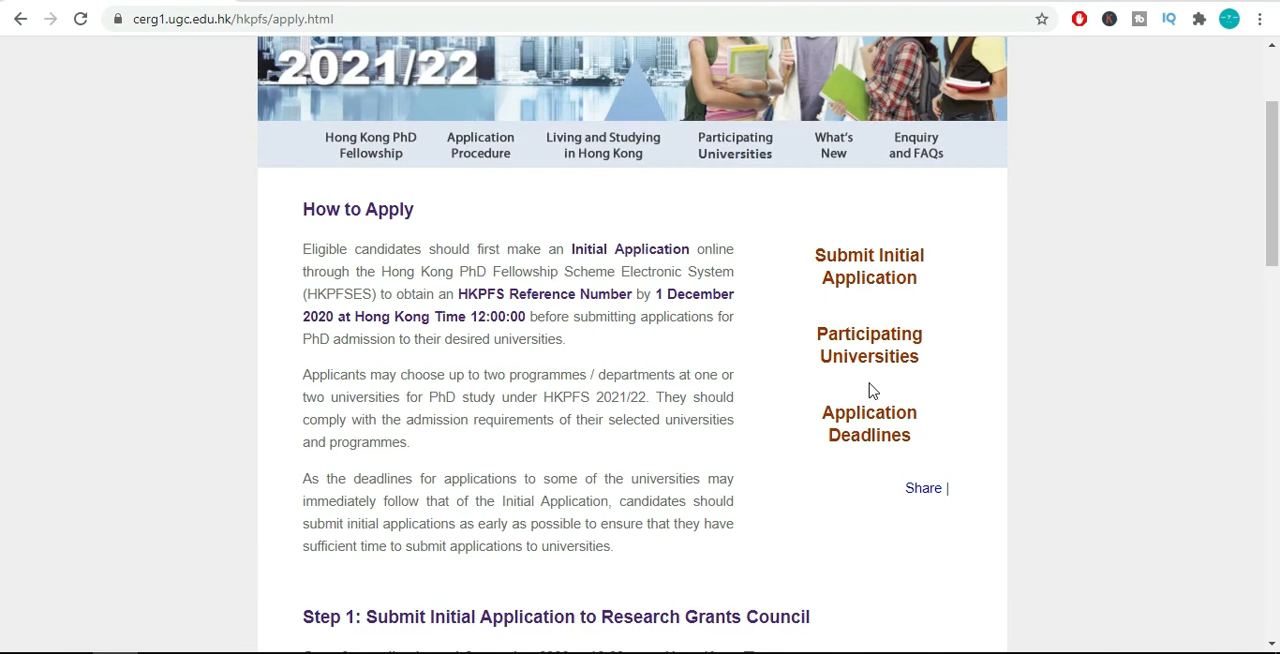 cerg1.ugc.edu.hk/hkpfs/apply.html
2021/22
Hong Kong PhD Fellowship
Application Procedure
Living and Studying in Hong Kong
Participating Universities
What's New
Enquiry and FAQs
How to Apply
Eligible candidates should first make an Initial Application online
through the Hong Kong PhD Fellowship Scheme Electronic System
(HKPFSES) to obtain an HKPFS Reference Number by 1 December
2020 at Hong Kong Time 12:00:00 before submitting applications for
PhD admission to their desired universities.
Applicants may choose up to two programmes / departments at one or
two universities for PhD study under HKPFS 2021/22. They should
comply with the admission requirements of their selected universities
and programmes.
As the deadlines for applications to some of the universities may
immediately follow that of the Initial Application, candidates should
submit initial applications as early as possible to ensure that they have
sufficient time to submit applications to universities.
Submit Initial
Application
Participating
Universities
Application
Deadlines
Share |
Step 1: Submit Initial Application to Research Grants Council